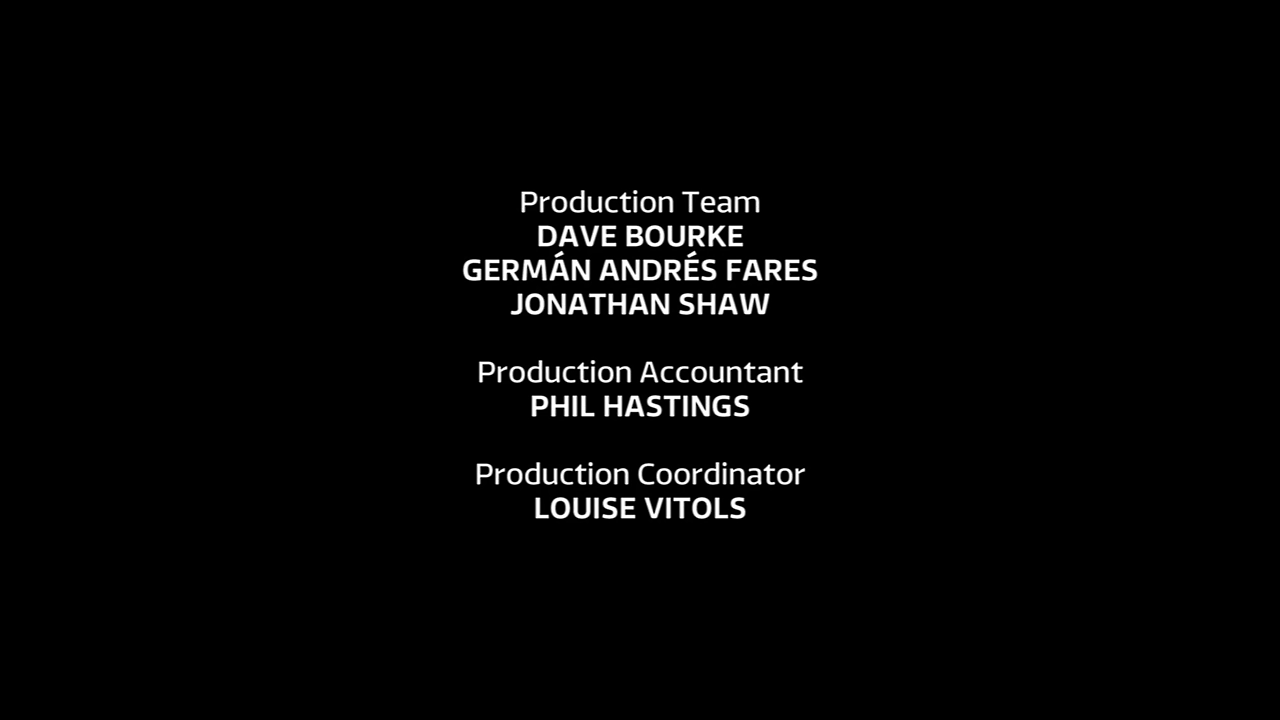 Production Team
DAVE BOURKE
GERMÁN ANDRÉS FARES
JONATHAN SHAW
Production Accountant
PHIL HASTINGS
Production Coordinator
LOUISE VITOLS